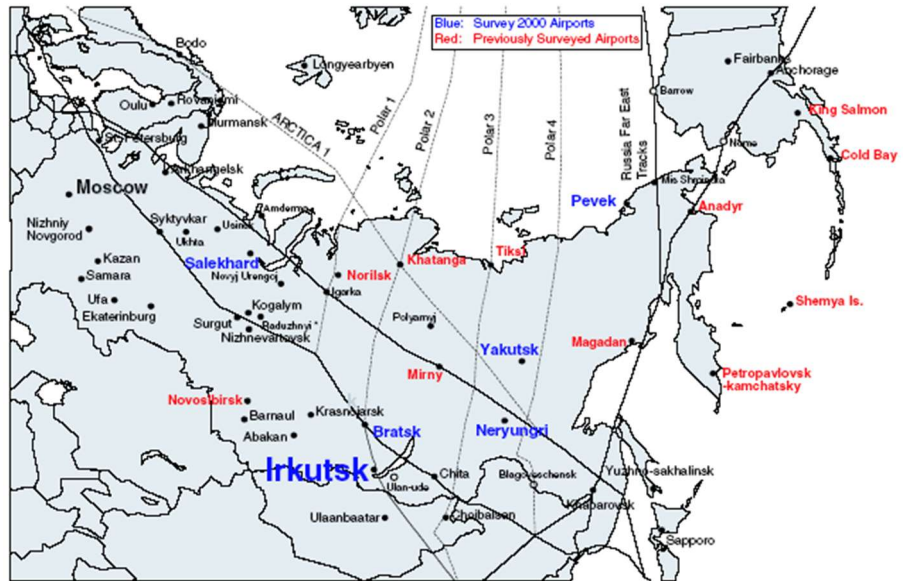 Blue: Survey 2000 Airports
Red: Previously Surveyed Airports
Bodo
Longyearbyen
Fairbanks
Anchorage
Polar 1
Barrow
Oulu
Rovaniemi
ARCTICA 1
Polar 2
King Salmon
Murmansk
Polar 3
Polar 4
Russia Far East
Tracks
St. Petersburg
Nome
Cold Bay
Arkhangelsk
Moscow
Mis Shmidta
Pevek
Anadyr
Amderma
Syktyvkar
Usinsk
Nizhniy
Novgorod
Ukhta
Salekhard
Khatanga
Tiksi
Kazan
Novyj Urengoj
Norilsk
Samara
Igarka
Ufa
Ekaterinburg
Kogalym
Polyarnyj
Shemya Is.
Surgut
Raduzhnyi
Nizhnevartovsk
Yakutsk
Magadan
Mirny
Petropavlovsk
-kamchatsky
Novosibirsk
Barnaul
Krasnojarsk
Abakan
Bratsk
Neryungri
Irkutsk
Ulan-ude
Chita
Blagoveschensk
Yuzhno-sakhalinsk
Khabarovsk
Ulaanbaatar
Choibalsan
Sapporo